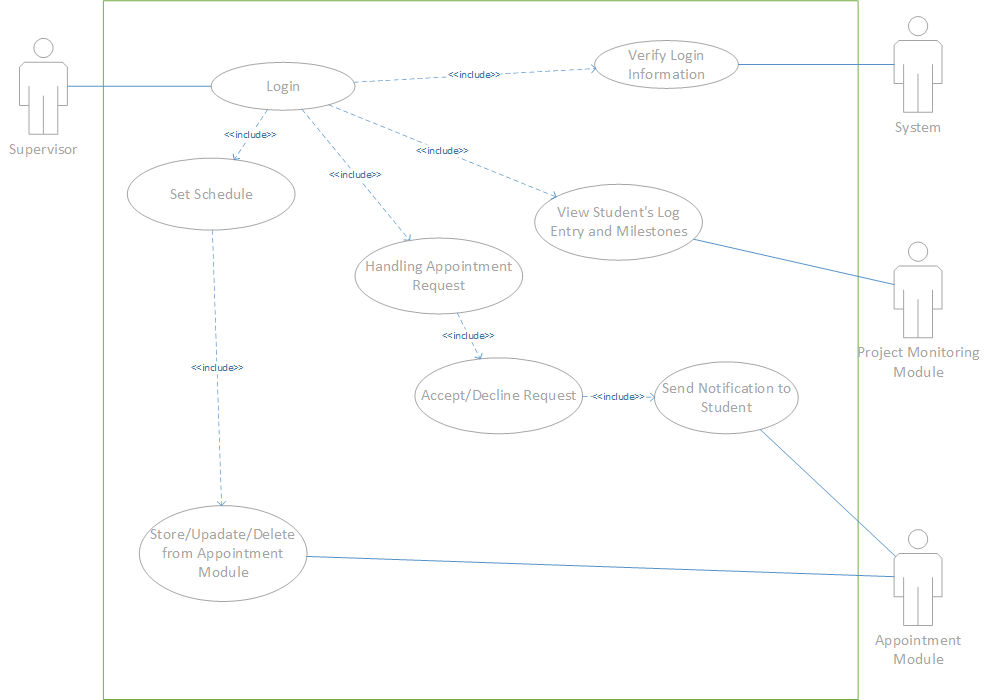 Verify Login
Information
<<include>>
Login
System
<<include>>
Supervisor
<<include>>
<<include>>
Set Schedule
View Student's Log
Entry and Milestones
Handling Appointment
Request
<<include>>
Project Monitoring
Module
<<include>>
Accept/Decline Request
<<include>>
Send Notification to
Student
Store/Upadate/Delete
from Appointment
Module
Appointment
Module